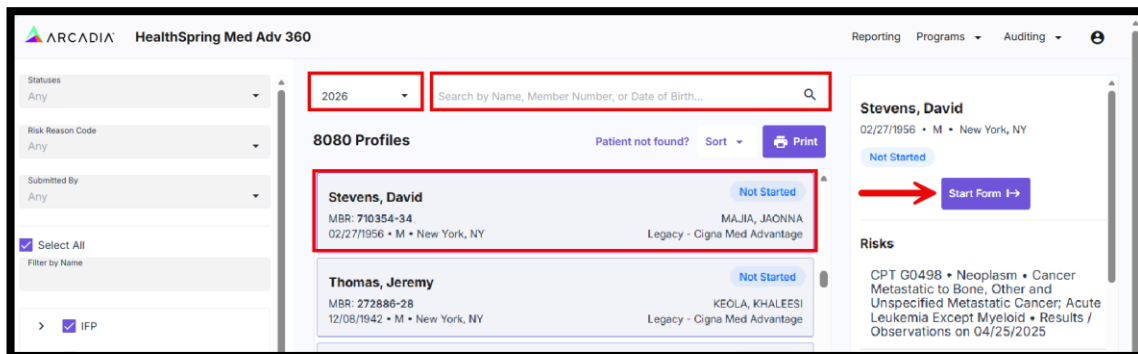 ARCADIA HealthSpring Med Adv 360
Reporting Programs Auditing
Statuses
Any
Risk Reason Code
Any
Submitted By
Any
Select All
Filter by Name
IFP
2026
Search by Name, Member Number, or Date of Birth...
8080 Profiles
Patient not found? Sort Print
Stevens, David
Not Started
MBR: 710354-34
MAJIA, JAONNA
02/27/1956 • M • New York, NY
Legacy - Cigna Med Advantage
Thomas, Jeremy
Not Started
MBR: 272886-28
KEOLA, KHALEESI
12/08/1942 • M • New York, NY
Legacy - Cigna Med Advantage
Stevens, David
02/27/1956 • M • New York, NY
Not Started
Start Form
Risks
CPT G0498 • Neoplasm • Cancer
Metastatic to Bone, Other and
Unspecified Metastatic Cancer; Acute
Leukemia Except Myeloid • Results /
Observations on 04/25/2025